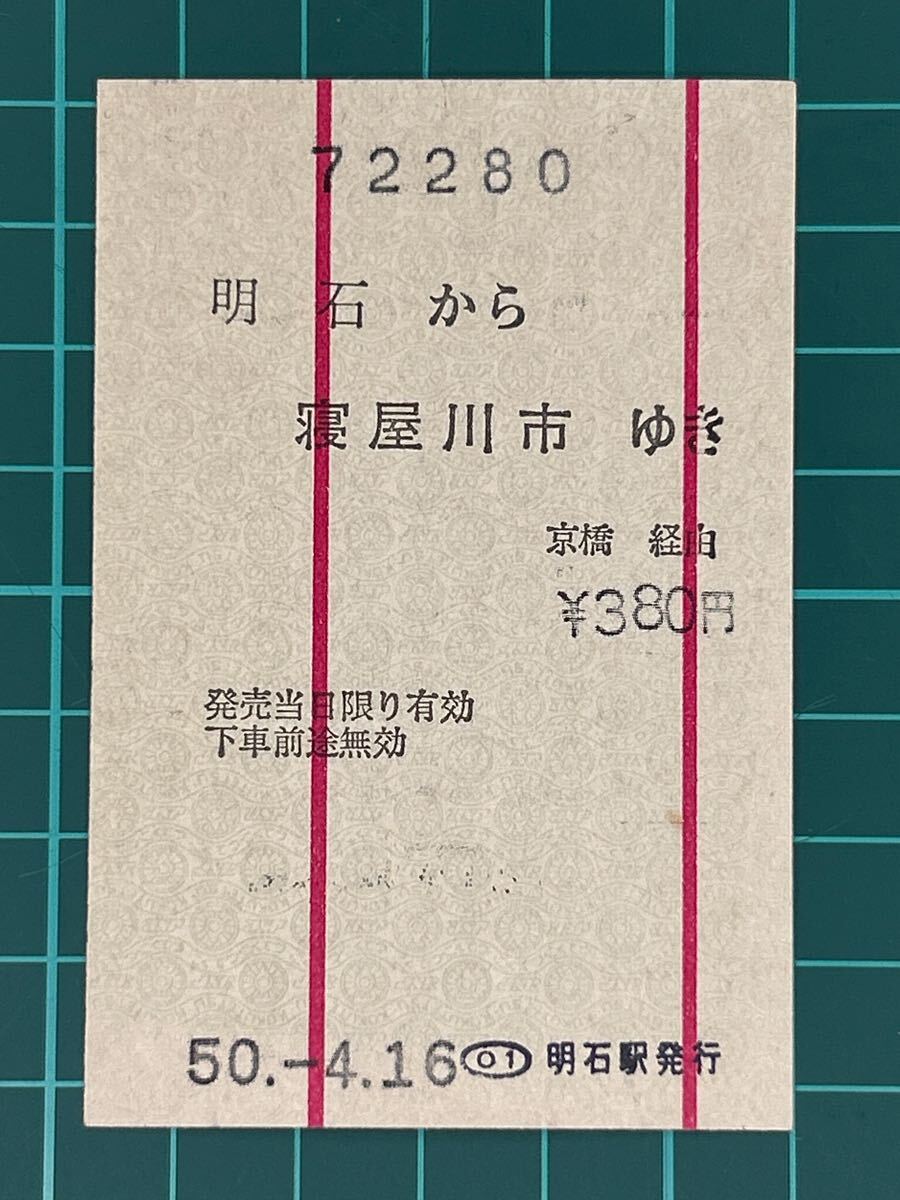 72280
明石から
寝屋川市 ゆき
京橋 経由
¥380円
発売当日限り有効
下車前途無効
50.-4.16 01 明石駅発行